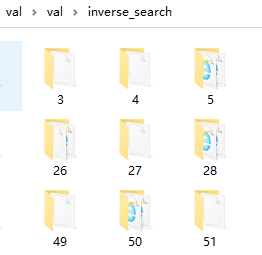 val > val > inverse_search
3 4 5
26 27 28
49 50 51